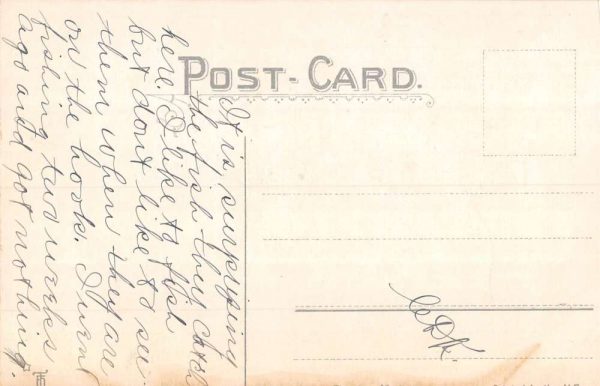 POST-CARD.
It is surprying
the fish they catch
here. I like to fish
but don't like to see
them when they are
on the hook. I went
fishing two weeks
ago and got nothing.